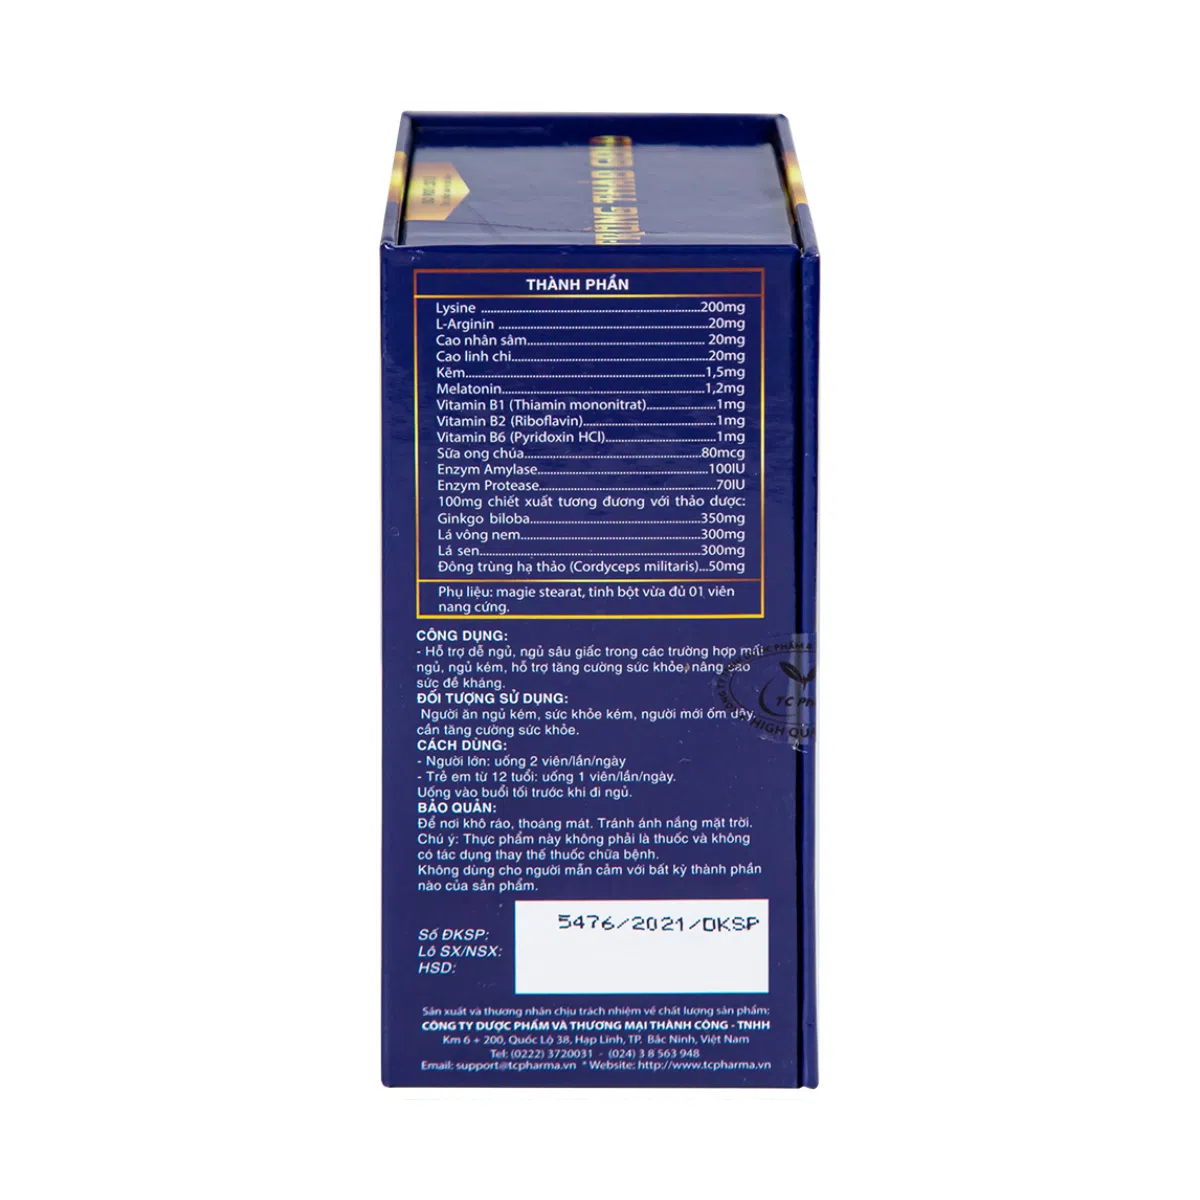 TRÙNG THẢO
THÀNH PHẦN
Lysine ........200mg
L-Arginin ........20mg
Cao nhân sâm........ 20mg
Cao linh chi........20mg
Kẽm........1,5mg
Melatonin........1,2mg
Vitamin B1 (Thiamin mononitrat)........1mg
Vitamin B2 (Riboflavin)........1mg
Vitamin B6 (Pyridoxin HCl)........1mg
Sữa ong chúa........80mcg
Enzym Amylase........100IU
Enzym Protease........70IU
100mg chiết xuất tương đương với thảo dược:
Ginkgo biloba........350mg
Lá vông nem........300mg
Lá sen........300mg
Đông trùng hạ thảo (Cordyceps militaris)...50mg
Phụ liệu: magie stearat, tinh bột vừa đủ 01 viên
nang cứng.
CÔNG DỤNG:
- Hỗ trợ dễ ngủ, ngủ sâu giấc trong các trường hợp mất
ngủ, ngủ kém, hỗ trợ tăng cường sức khỏe, nâng cao
sức đề kháng.
ĐỐI TƯỢNG SỬ DỤNG:
Người ăn ngủ kém, sức khỏe kém, người mới ốm dậy,
cần tăng cường sức khỏe.
CÁCH DÙNG:
- Người lớn: uống 2 viên/lần/ngày
- Trẻ em từ 12 tuổi: uống 1 viên/lần/ngày.
Uống vào buổi tối trước khi đi ngủ.
BẢO QUẢN:
Để nơi khô ráo, thoáng mát. Tránh ánh nắng mặt trời.
Chú ý: Thực phẩm này không phải là thuốc và không
có tác dụng thay thế thuốc chữa bệnh.
Không dùng cho người mẫn cảm với bất kỳ thành phần
nào của sản phẩm.
TC
HIGH
5476/2021/ĐKSP
Số ĐKSP:
Lô SX/NSX:
HSD:
Sản xuất và thương nhân chịu trách nhiệm về chất lượng sản phẩm:
CÔNG TY DƯỢC PHẨM VÀ THƯƠNG MẠI THÀNH CÔNG - TNHH
Km 6 + 200, Quốc Lộ 38, Hạp Lĩnh, TP. Bắc Ninh, Việt Nam
Tel: (0222) 3720031 - (024) 3 8 563 948
Email: support@tcpharma.vn * Website: http://www.tcpharma.vn